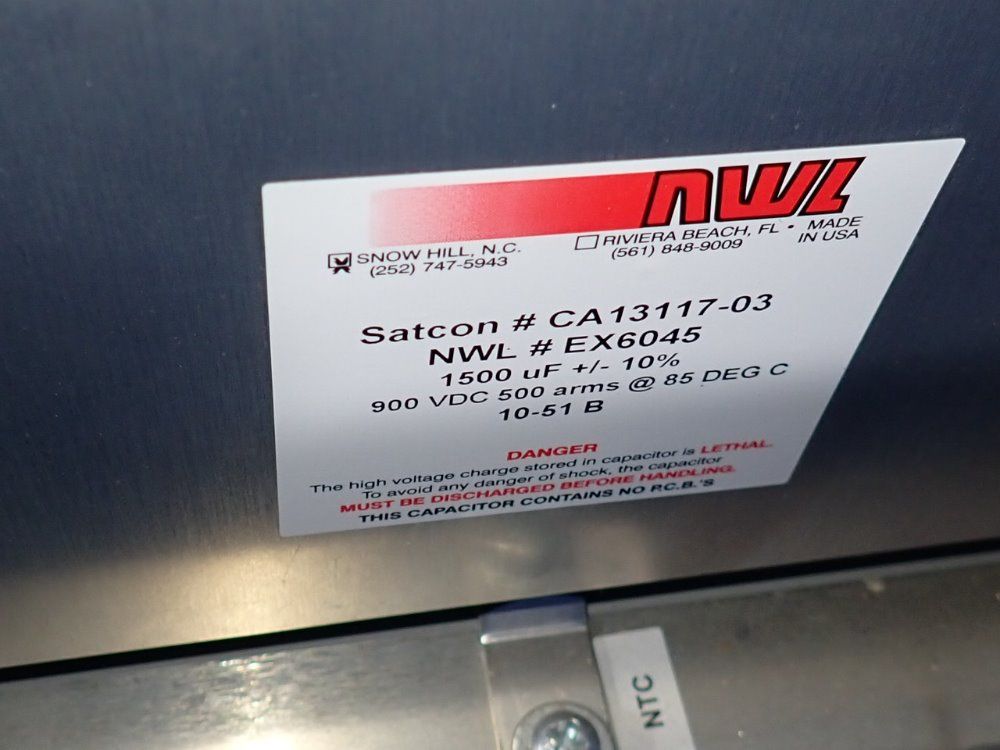 NWL
SNOW HILL, N.C.
(252) 747-5943
RIVIERA BEACH, FL • MADE
(561) 848-9009 IN USA
Satcon # CA13117-03
NWL # EX6045
1500 uF +/- 10%
900 VDC 500 arms @ 85 DEG C
10-51 B
DANGER
The high voltage charge stored in capacitor is LETHAL.
To avoid any danger of shock, the capacitor
MUST BE DISCHARGED BEFORE HANDLING.
THIS CAPACITOR CONTAINS NO P.C.B.'S
NTC